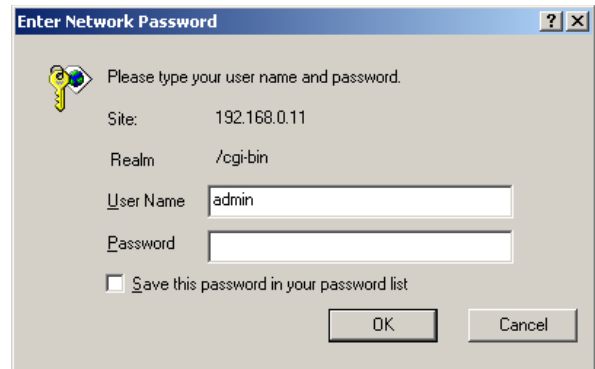 Enter Network Password
Please type your user name and password.
Site: 192.168.0.11
Realm /cgi-bin
User Name admin
Password
Save this password in your password list
OK Cancel